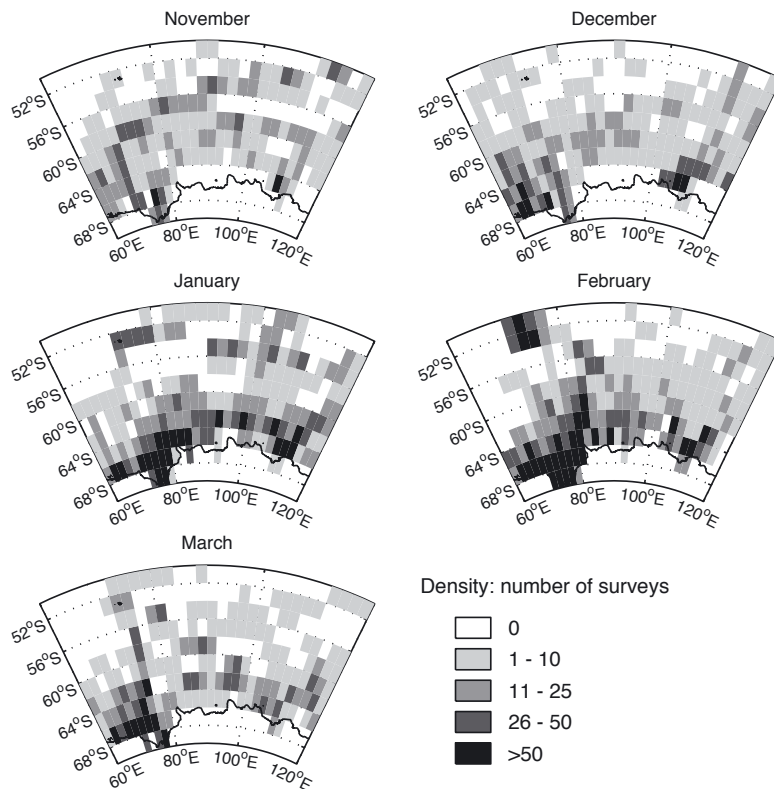 November
52°S
56°S
60°S
64°S
68°S
60°E
80°E
100°E
120°E
December
52°S
56°S
60°S
64°S
68°S
60°E
80°E
100°E
120°E
January
52°S
56°S
60°S
64°S
68°S
60°E
80°E
100°E
120°E
February
52°S
56°S
60°S
64°S
68°S
60°E
80°E
100°E
120°E
March
52°S
56°S
60°S
64°S
68°S
60°E
80°E
100°E
120°E
Density: number of surveys
0
1 - 10
11 - 25
26 - 50
>50